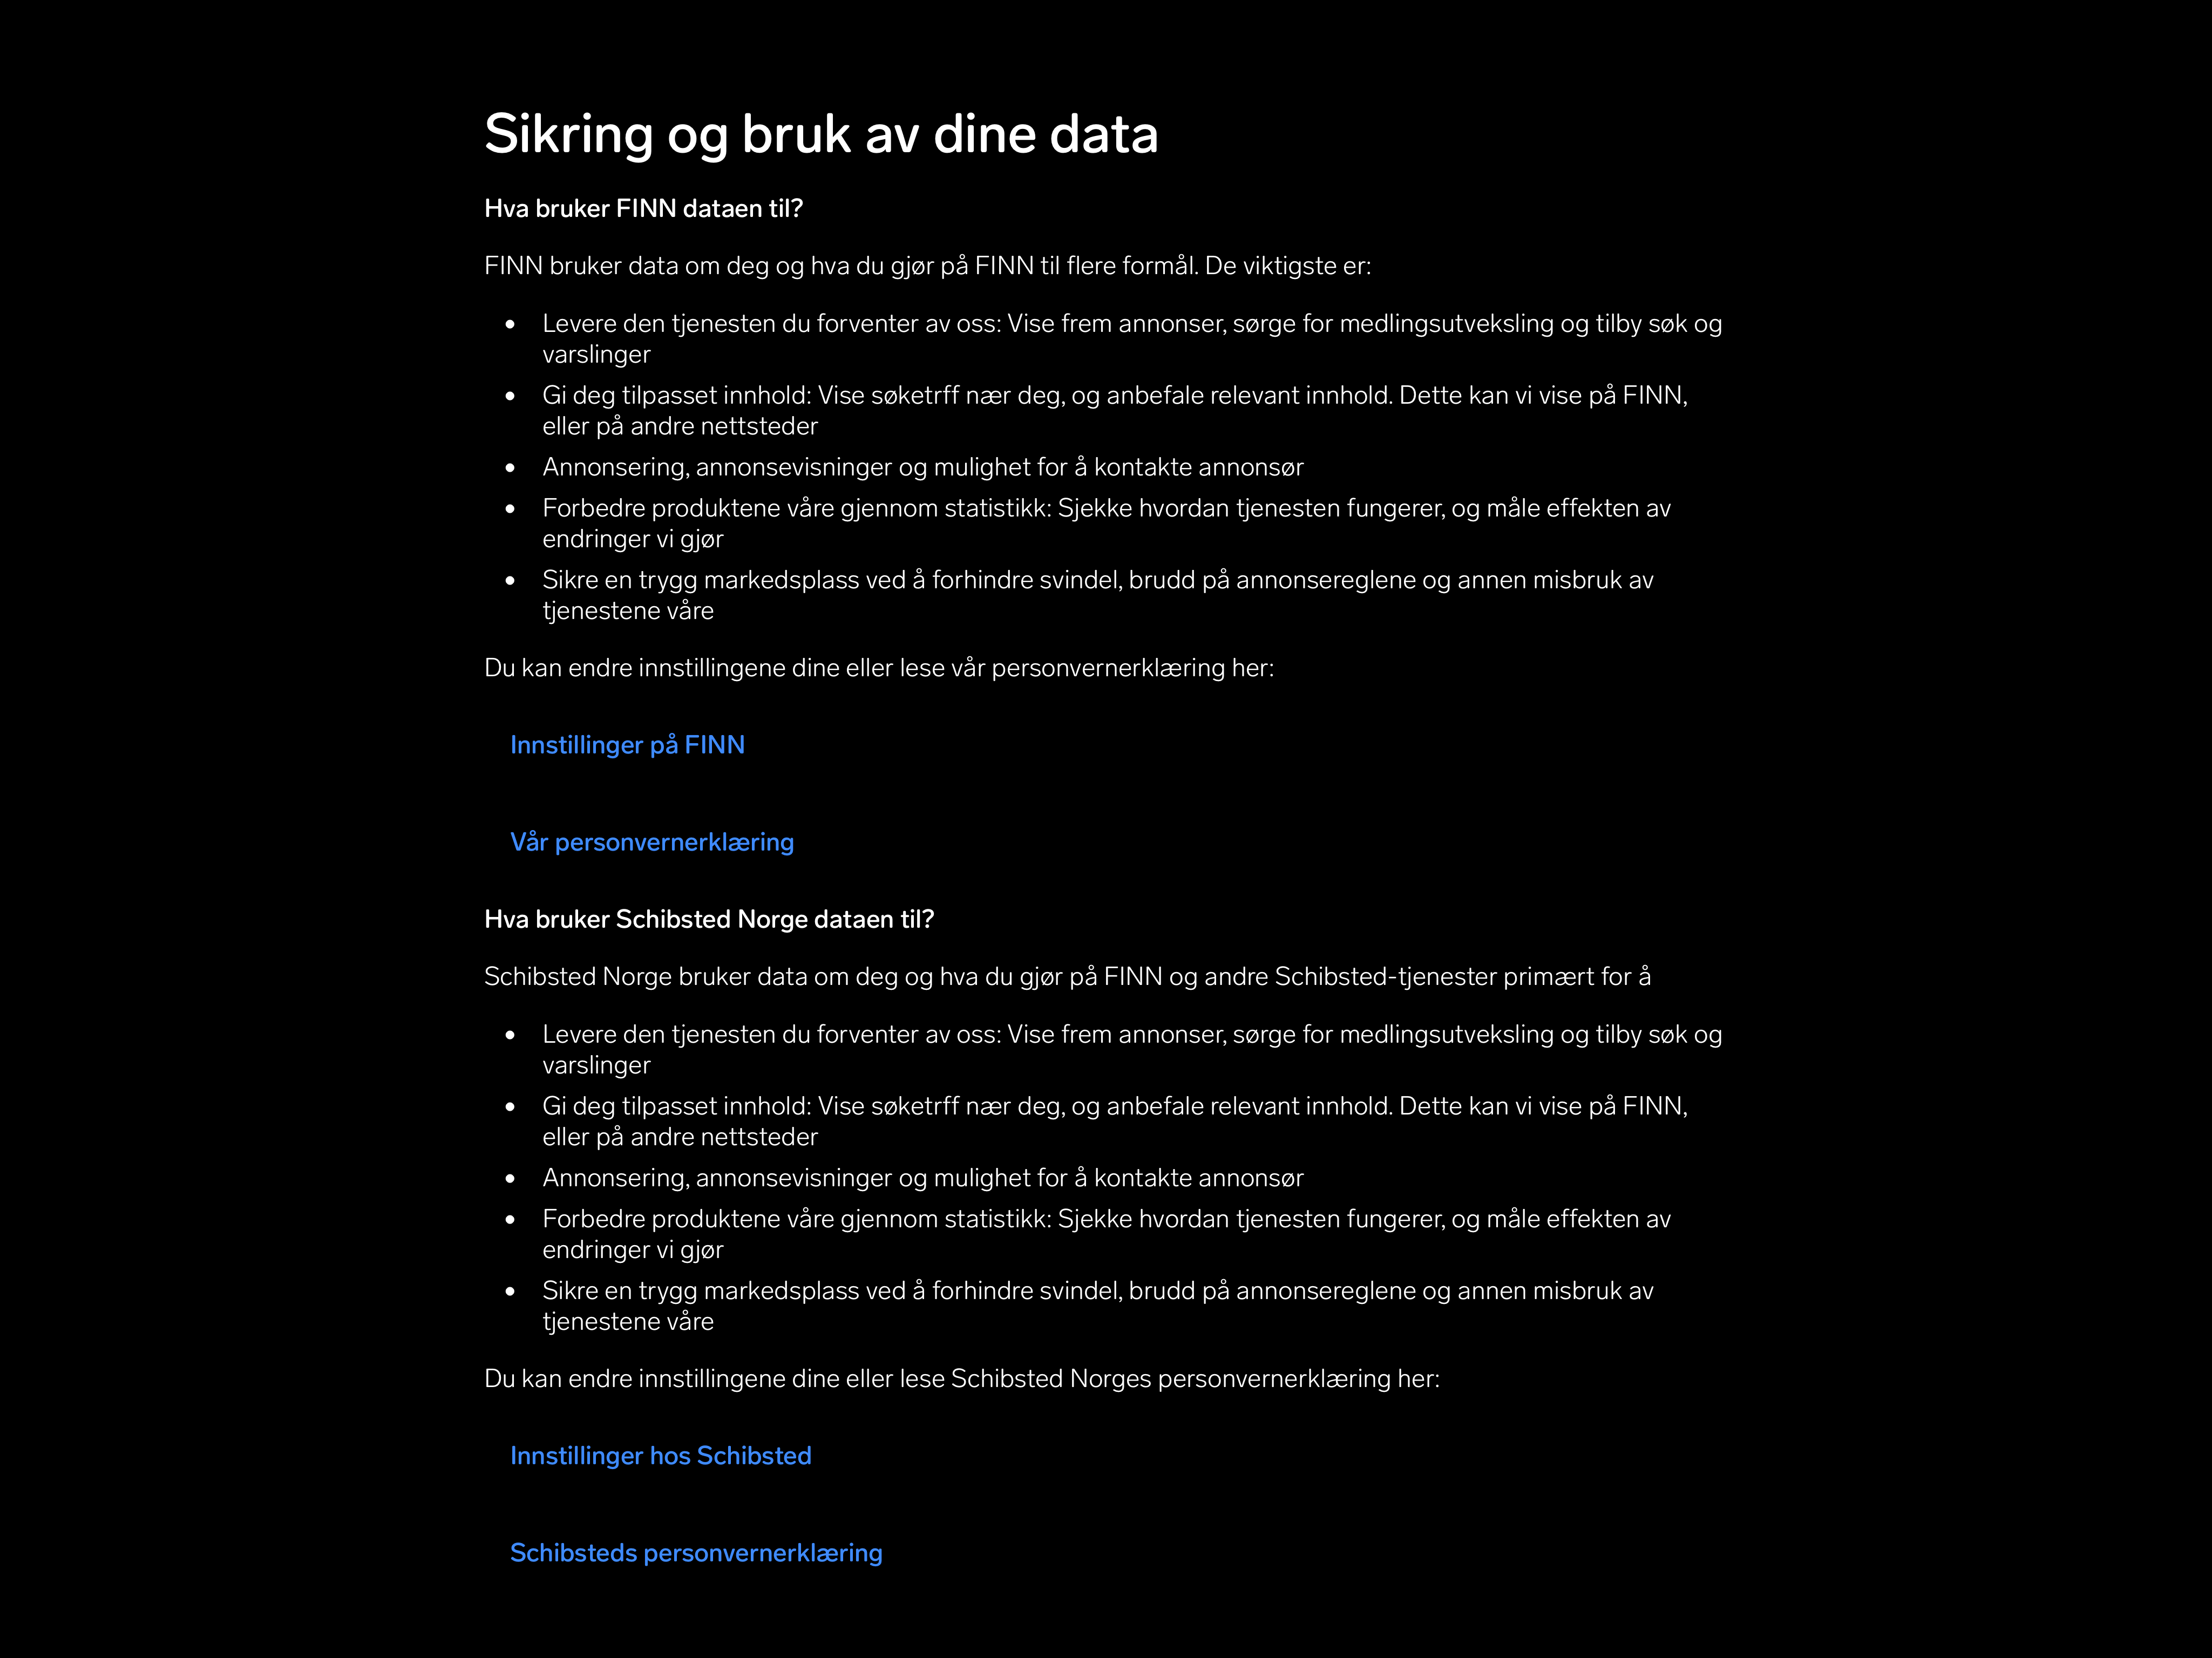 Sikring og bruk av dine data
Hva bruker FINN dataen til?
FINN bruker data om deg og hva du gjør på FINN til flere formål. De viktigste er:
• Levere den tjenesten du forventer av oss: Vise frem annonser, sørge for medlingsutveksling og tilby søk og
varslinger
• Gi deg tilpasset innhold: Vise søketrff nær deg, og anbefale relevant innhold. Dette kan vi vise på FINN,
eller på andre nettsteder
• Annonsering, annonsevisninger og mulighet for å kontakte annonsør
• Forbedre produktene våre gjennom statistikk: Sjekke hvordan tjenesten fungerer, og måle effekten av
endringer vi gjør
• Sikre en trygg markedsplass ved å forhindre svindel, brudd på annonsereglene og annen misbruk av
tjenestene våre
Du kan endre innstillingene dine eller lese vår personvernerklæring her:
Innstillinger på FINN
Vår personvernerklæring
Hva bruker Schibsted Norge dataen til?
Schibsted Norge bruker data om deg og hva du gjør på FINN og andre Schibsted-tjenester primært for å
• Levere den tjenesten du forventer av oss: Vise frem annonser, sørge for medlingsutveksling og tilby søk og
varslinger
• Gi deg tilpasset innhold: Vise søketrff nær deg, og anbefale relevant innhold. Dette kan vi vise på FINN,
eller på andre nettsteder
• Annonsering, annonsevisninger og mulighet for å kontakte annonsør
• Forbedre produktene våre gjennom statistikk: Sjekke hvordan tjenesten fungerer, og måle effekten av
endringer vi gjør
• Sikre en trygg markedsplass ved å forhindre svindel, brudd på annonsereglene og annen misbruk av
tjenestene våre
Du kan endre innstillingene dine eller lese Schibsted Norges personvernerklæring her:
Innstillinger hos Schibsted
Schibsteds personvernerklæring